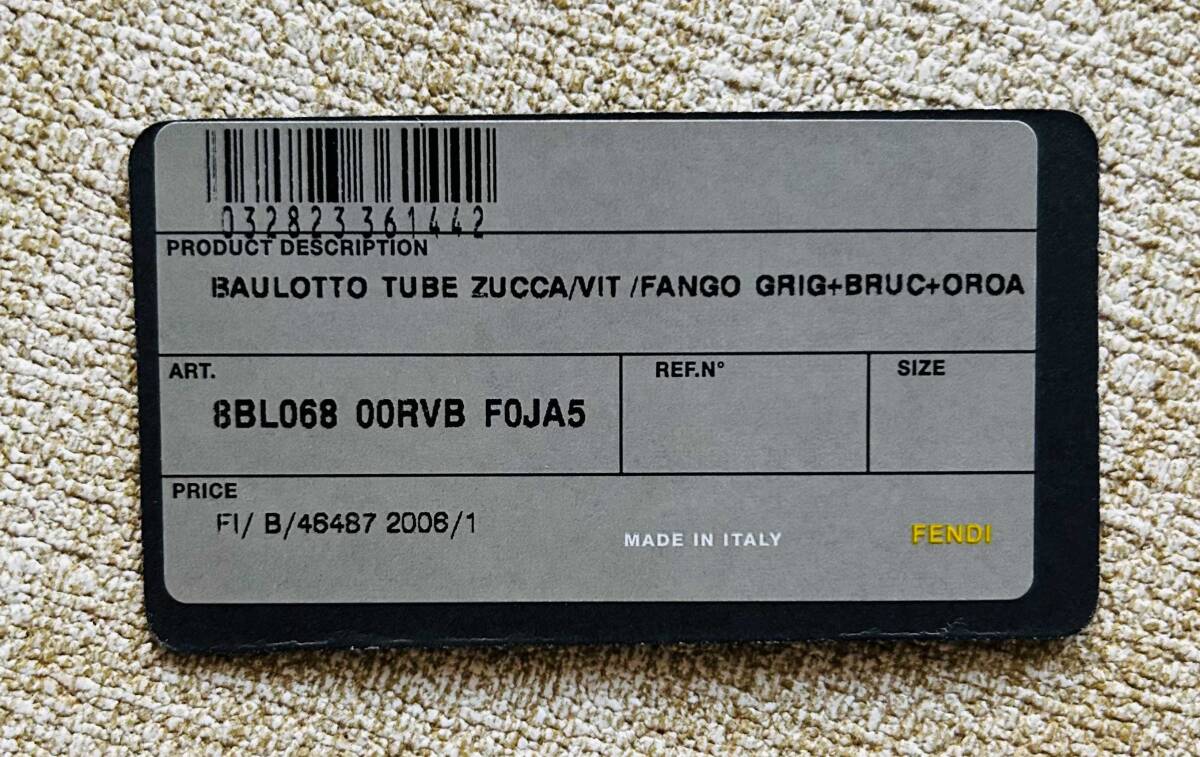 032823361442
PRODUCT DESCRIPTION
BAULOTTO TUBE ZUCCA/VIT /FANGO GRIG+BRUC+OROA
ART.
8BL068 00RVB F0JA5
REF.N°
SIZE
PRICE
FI/ B/46487 2006/1
MADE IN ITALY
FENDI